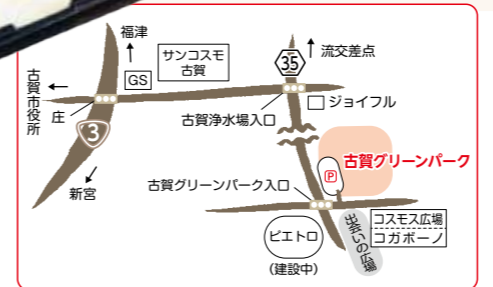 福津
サンコスモ
古賀
GS
35
流交差点
古賀市役所
庄
古賀浄水場入口
ジョイフル
3
新宮
P
古賀グリーンパーク
古賀グリーンパーク入口
出会いの広場
コスモス広場
コガボーノ
ピエトロ
(建設中)